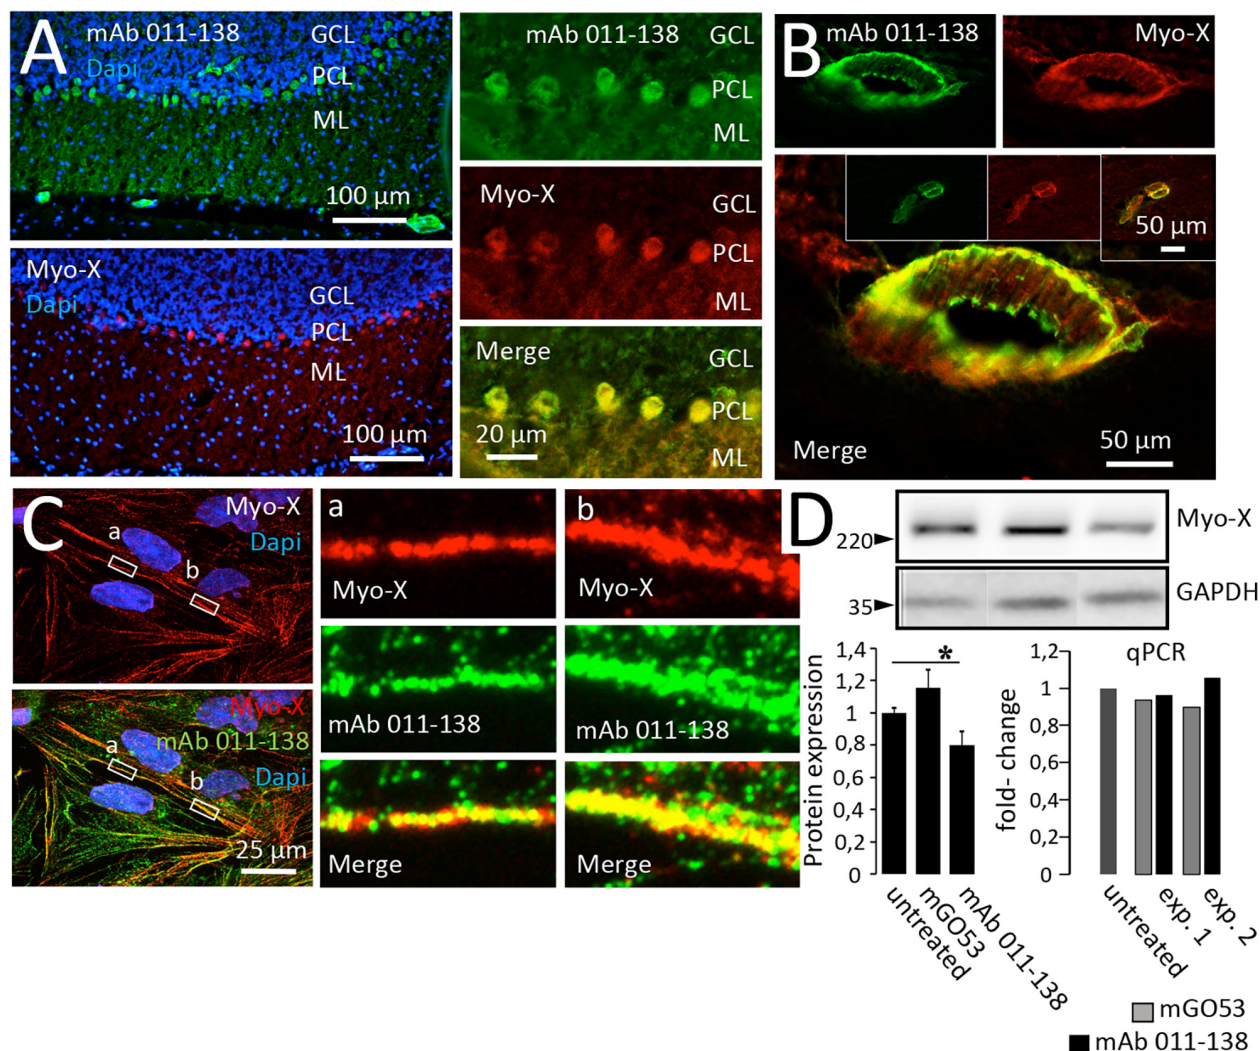 A
mAb 011-138
Dapi
GCL
PCL
ML
100 µm
Myo-X
Dapi
GCL
PCL
ML
100 µm
mAb 011-138
GCL
PCL
ML
Myo-X
GCL
PCL
ML
Merge
GCL
PCL
ML
20 µm
B
mAb 011-138
Myo-X
50 µm
Merge
50 µm
C
Myo-X
Dapi
a
b
Myo-X
mAb 011-138
Dapi
a
b
25 µm
a
Myo-X
mAb 011-138
Merge
b
Myo-X
mAb 011-138
Merge
D
220
Myo-X
35
GAPDH
Protein expression
1,4
1,2
1
0,8
0,6
0,4
0,2
0
*
untreated
mGO53
mAb 011-138
qPCR
fold- change
1,2
1
0,8
0,6
0,4
0,2
0
untreated
exp. 1
exp. 2
mGO53
mAb 011-138